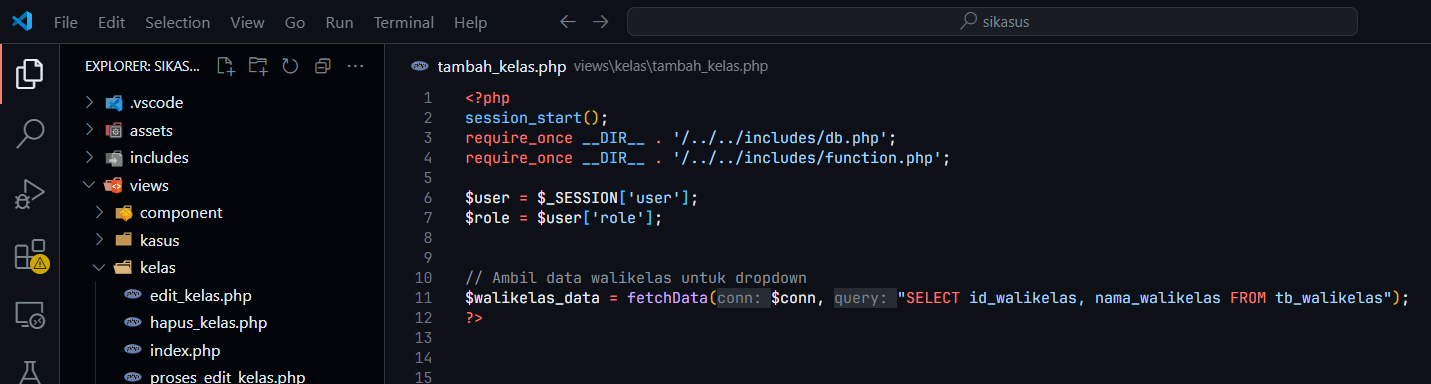 File Edit Selection View Go Run Terminal Help
sikasus
EXPLORER: SIKAS...
.vscode
assets
includes
views
component
kasus
kelas
edit_kelas.php
hapus_kelas.php
index.php
proses_edit_kelas.php
tambah_kelas.php views\kelas\tambah_kelas.php
1 <?php
2 session_start();
3 require_once __DIR__ . '/../../includes/db.php';
4 require_once __DIR__ . '/../../includes/function.php';
5
6 $user = $_SESSION['user'];
7 $role = $user['role'];
8
9
10 // Ambil data walikelas untuk dropdown
11 $walikelas_data = fetchData(conn: $conn, query: "SELECT id_walikelas, nama_walikelas FROM tb_walikelas");
12 ?>
13
14
15